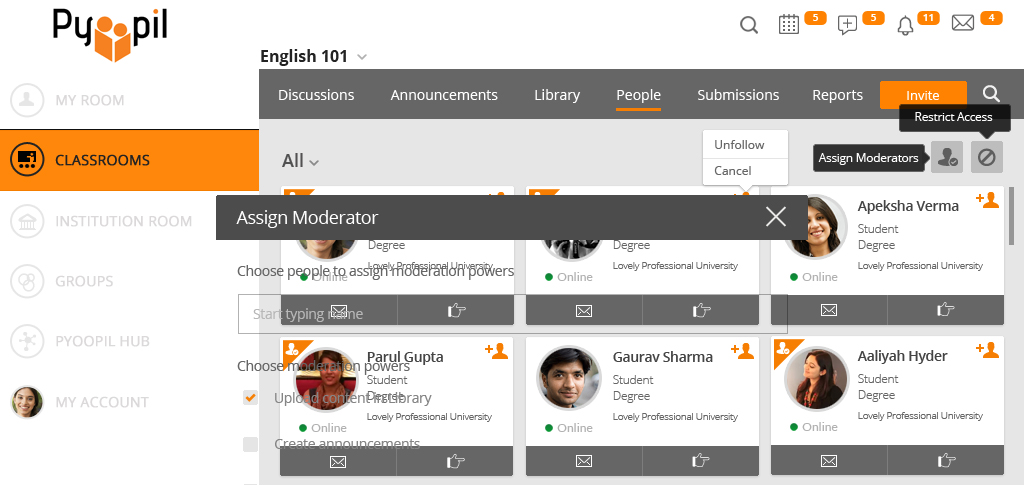 Pyoopil
5
5
11
4
English 101
MY ROOM
CLASSROOMS
INSTITUTION ROOM
GROUPS
PYOOPIL HUB
MY ACCOUNT
Discussions
Announcements
Library
People
Submissions
Reports
Invite
Restrict Access
All
Unfollow
Cancel
Assign Moderators
Assign Moderator
Degree
Lovely Professional University
Online
Degree
Lovely Professional University
Online
Apeksha Verma
Student
Degree
Lovely Professional University
Online
Choose people to assign moderation powers
Start typing name
Choose moderation powers
Upload content in Library
Create announcements
Parul Gupta
Student
Degree
Lovely Professional University
Online
Gaurav Sharma
Student
Degree
Lovely Professional University
Online
Aaliyah Hyder
Student
Degree
Lovely Professional University
Online